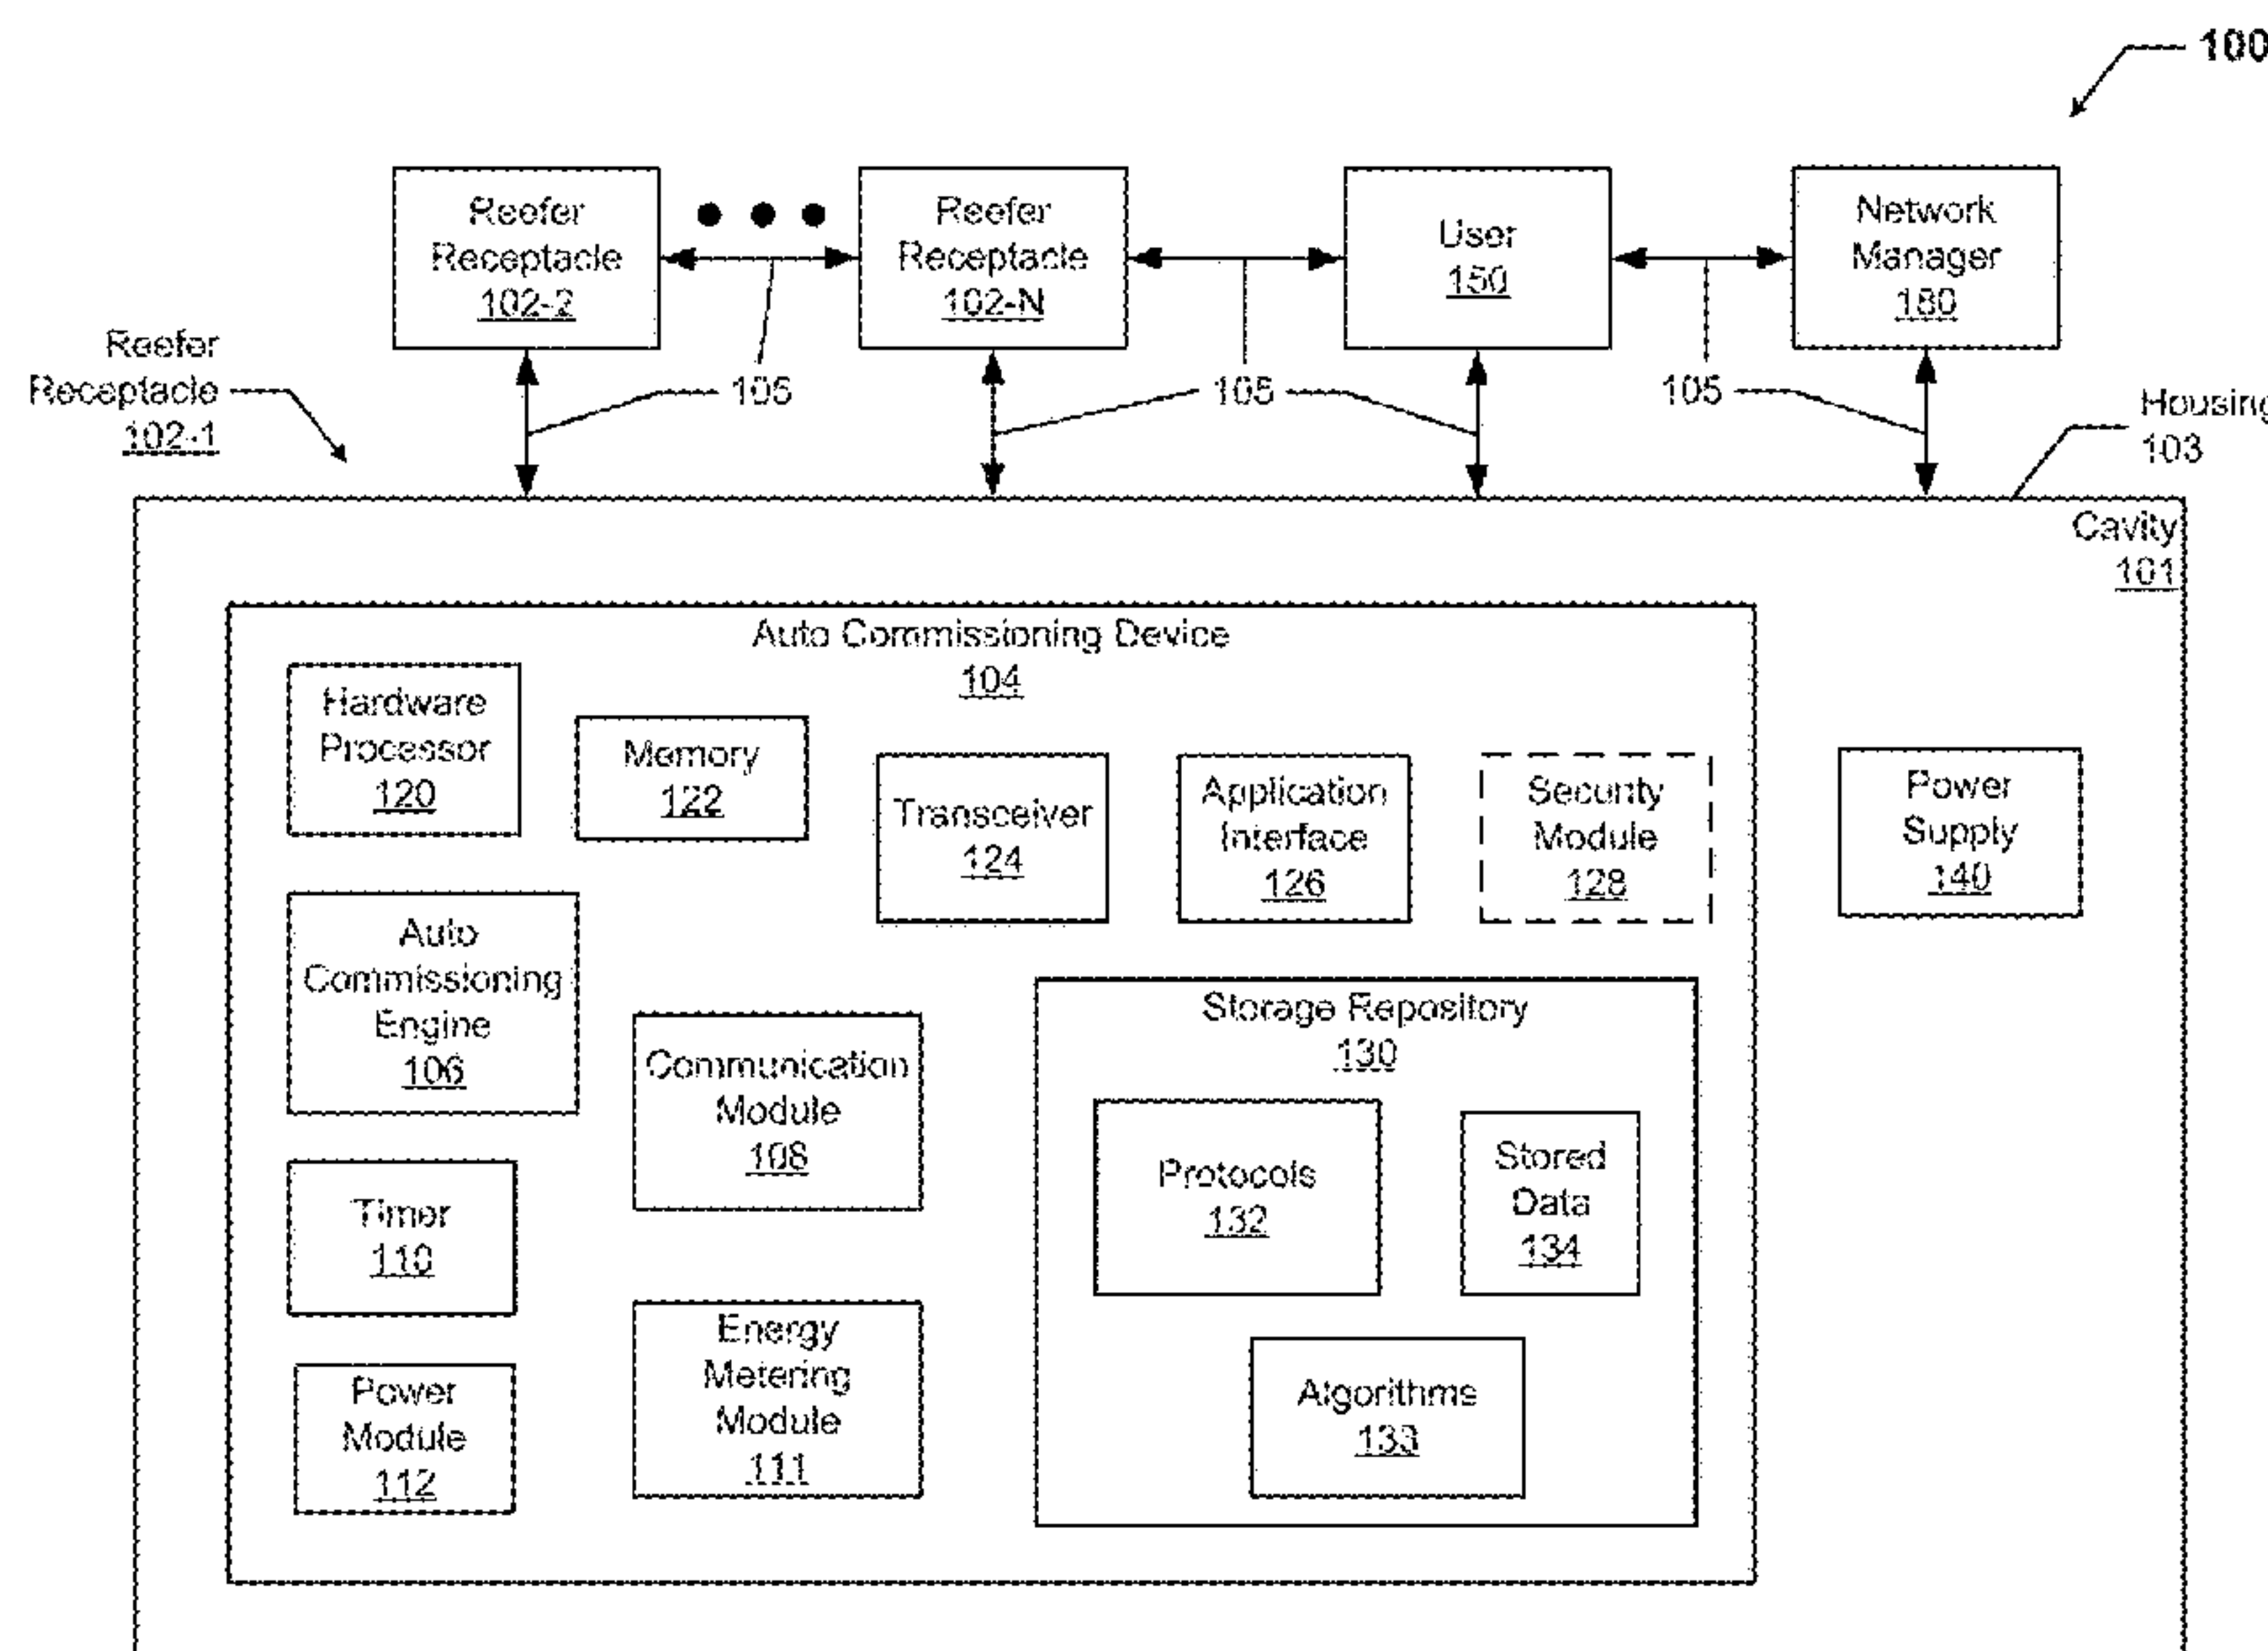 100
Reefer
Receptacle
102-2
Reefer
Receptacle
102-N
User
150
Network
Manager
180
Reefer
Receptacle
102-1
105
105
105
Housing
103
Cavity
101
Auto Commissioning Device
104
Hardware
Processor
120
Memory
122
Transceiver
124
Application
Interface
126
Security
Module
128
Power
Supply
140
Auto
Commissioning
Engine
106
Communication
Module
108
Storage Repository
130
Protocols
132
Stored
Data
134
Timer
110
Energy
Metering
Module
111
Algorithms
133
Power
Module
112